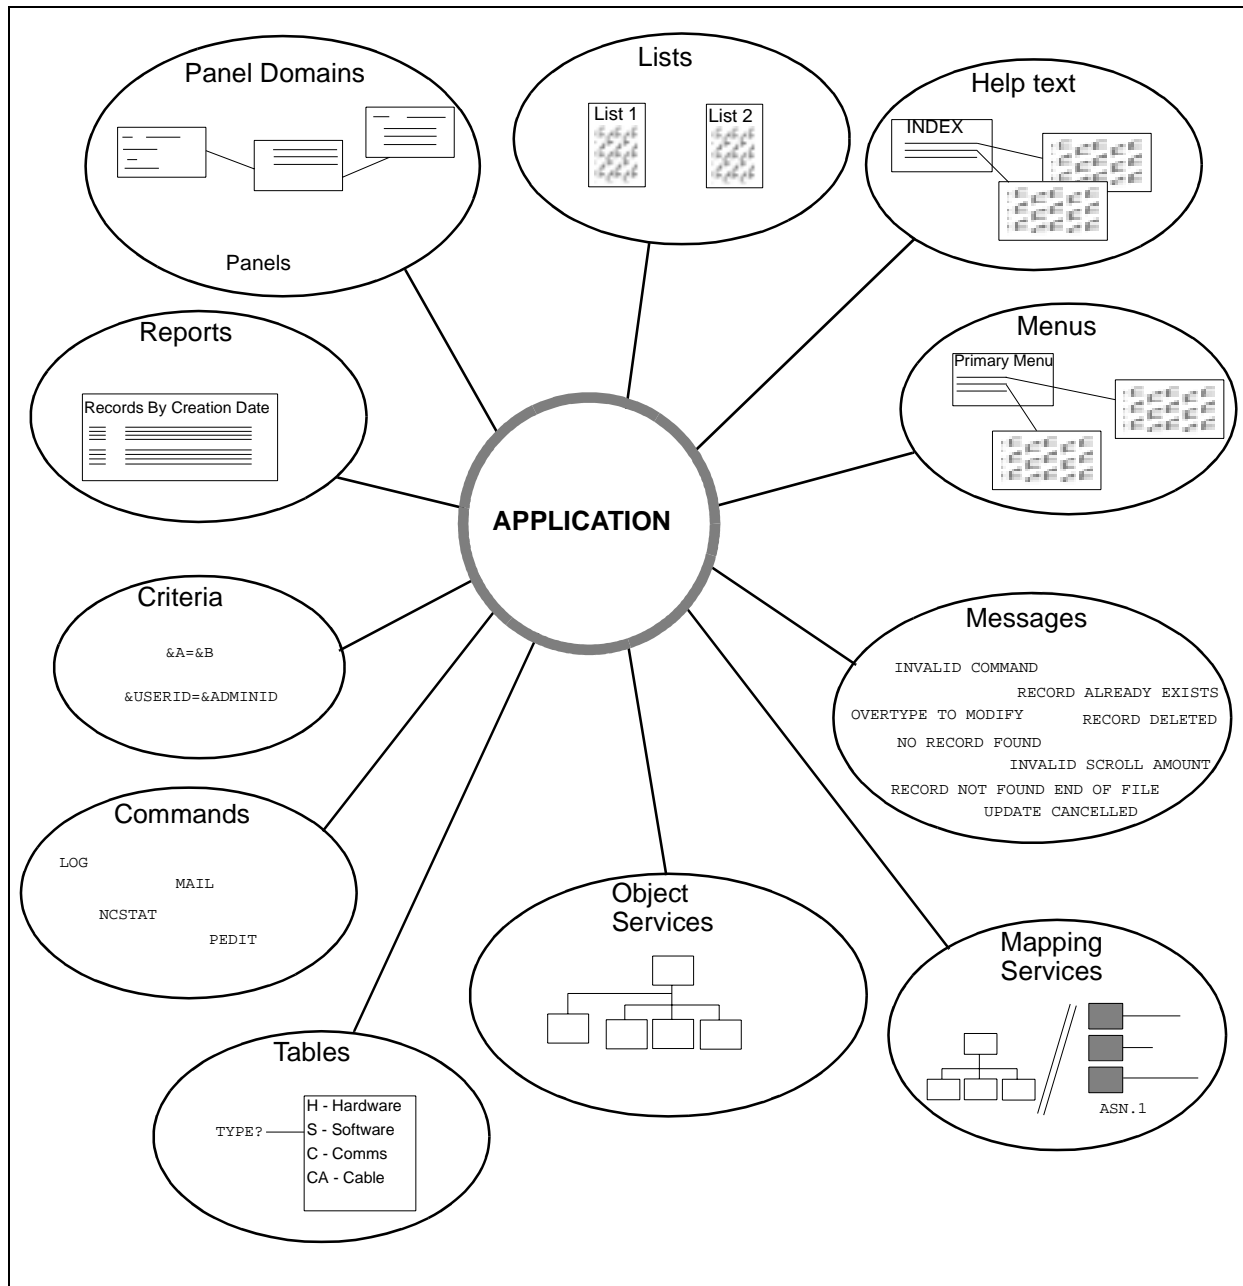 Panel Domains
Panels
Lists
List 1
List 2
Help text
INDEX
Reports
Records By Creation Date
Menus
Primary Menu
APPLICATION
Criteria
&A=&B
&USERID=&ADMINID
Messages
INVALID COMMAND
RECORD ALREADY EXISTS
OVERTYPE TO MODIFY
RECORD DELETED
NO RECORD FOUND
INVALID SCROLL AMOUNT
RECORD NOT FOUND END OF FILE
UPDATE CANCELLED
Commands
LOG
MAIL
NCSTAT
PEDIT
Object
Services
Mapping
Services
ASN.1
Tables
TYPE?
H - Hardware
S - Software
C - Comms
CA - Cable